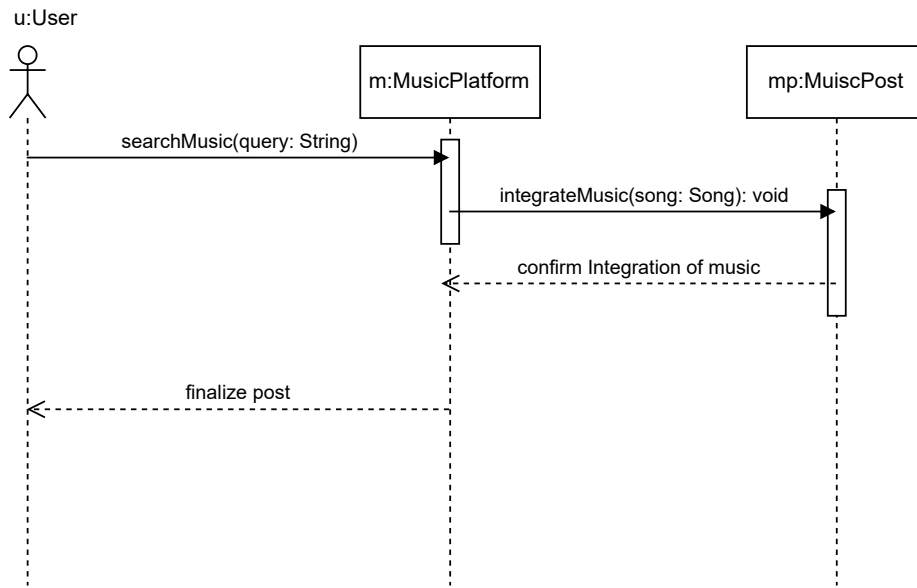 u:User
m:MusicPlatform
mp:MuiscPost
searchMusic(query: String)
integrateMusic(song: Song): void
confirm Integration of music
finalize post